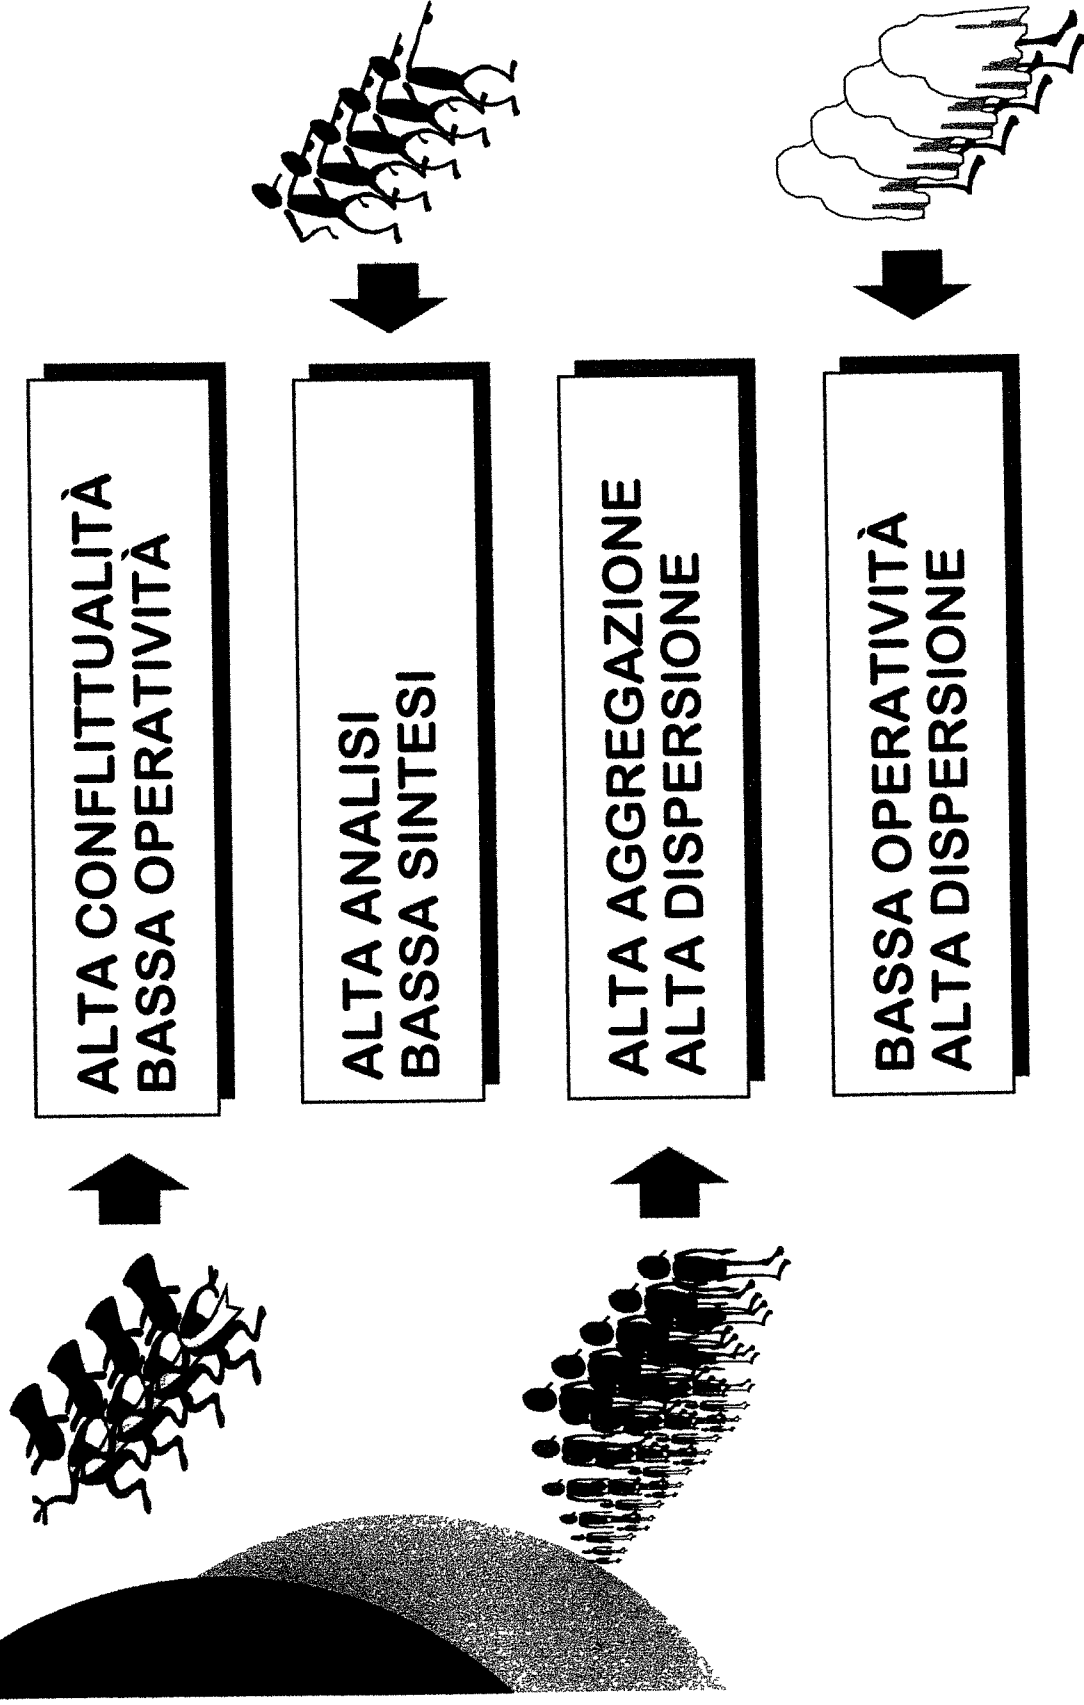 ALTA CONFLITTUALITÀ
BASSA OPERATIVITÀ
ALTA ANALISI
BASSA SINTESI
ALTA AGGREGAZIONE
ALTA DISPERSIONE
BASSA OPERATIVITÀ
ALTA DISPERSIONE